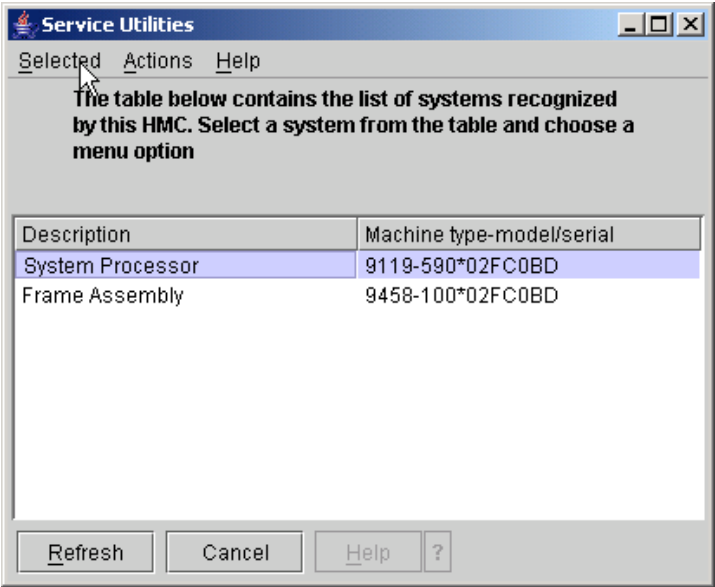 Service Utilities
Selected Actions Help
The table below contains the list of systems recognized
by this HMC. Select a system from the table and choose a
menu option
Description Machine type-model/serial
System Processor 9119-590*02FC0BD
Frame Assembly 9458-100*02FC0BD
Refresh Cancel Help ?